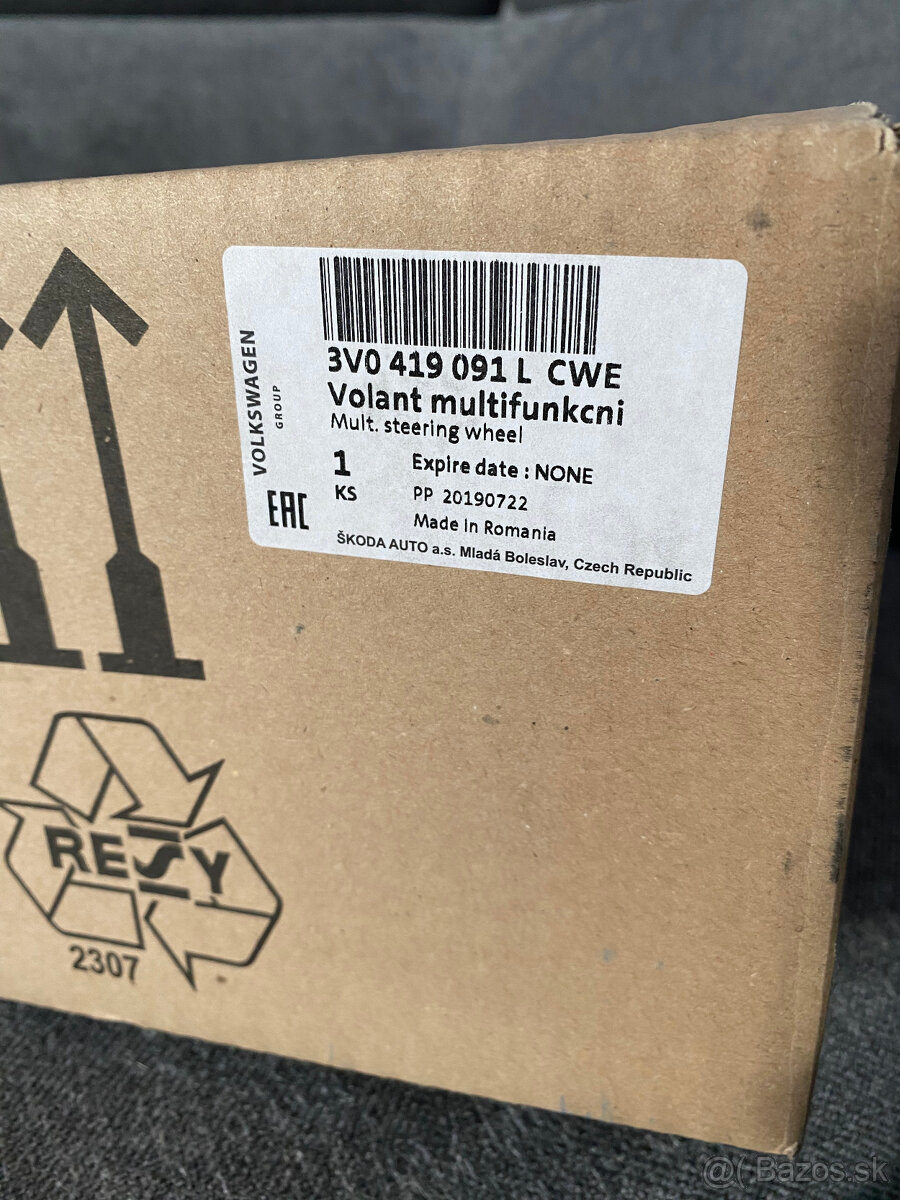 VOLKSWAGEN
GROUP
3V0 419 091 L CWE
Volant multifunkcni
Mult. steering wheel
1
KS
Expire date : NONE
PP 20190722
Made in Romania
EAC
ŠKODA AUTO a.s. Mladá Boleslav, Czech Republic
RESY
2307
@( Bazos.sk